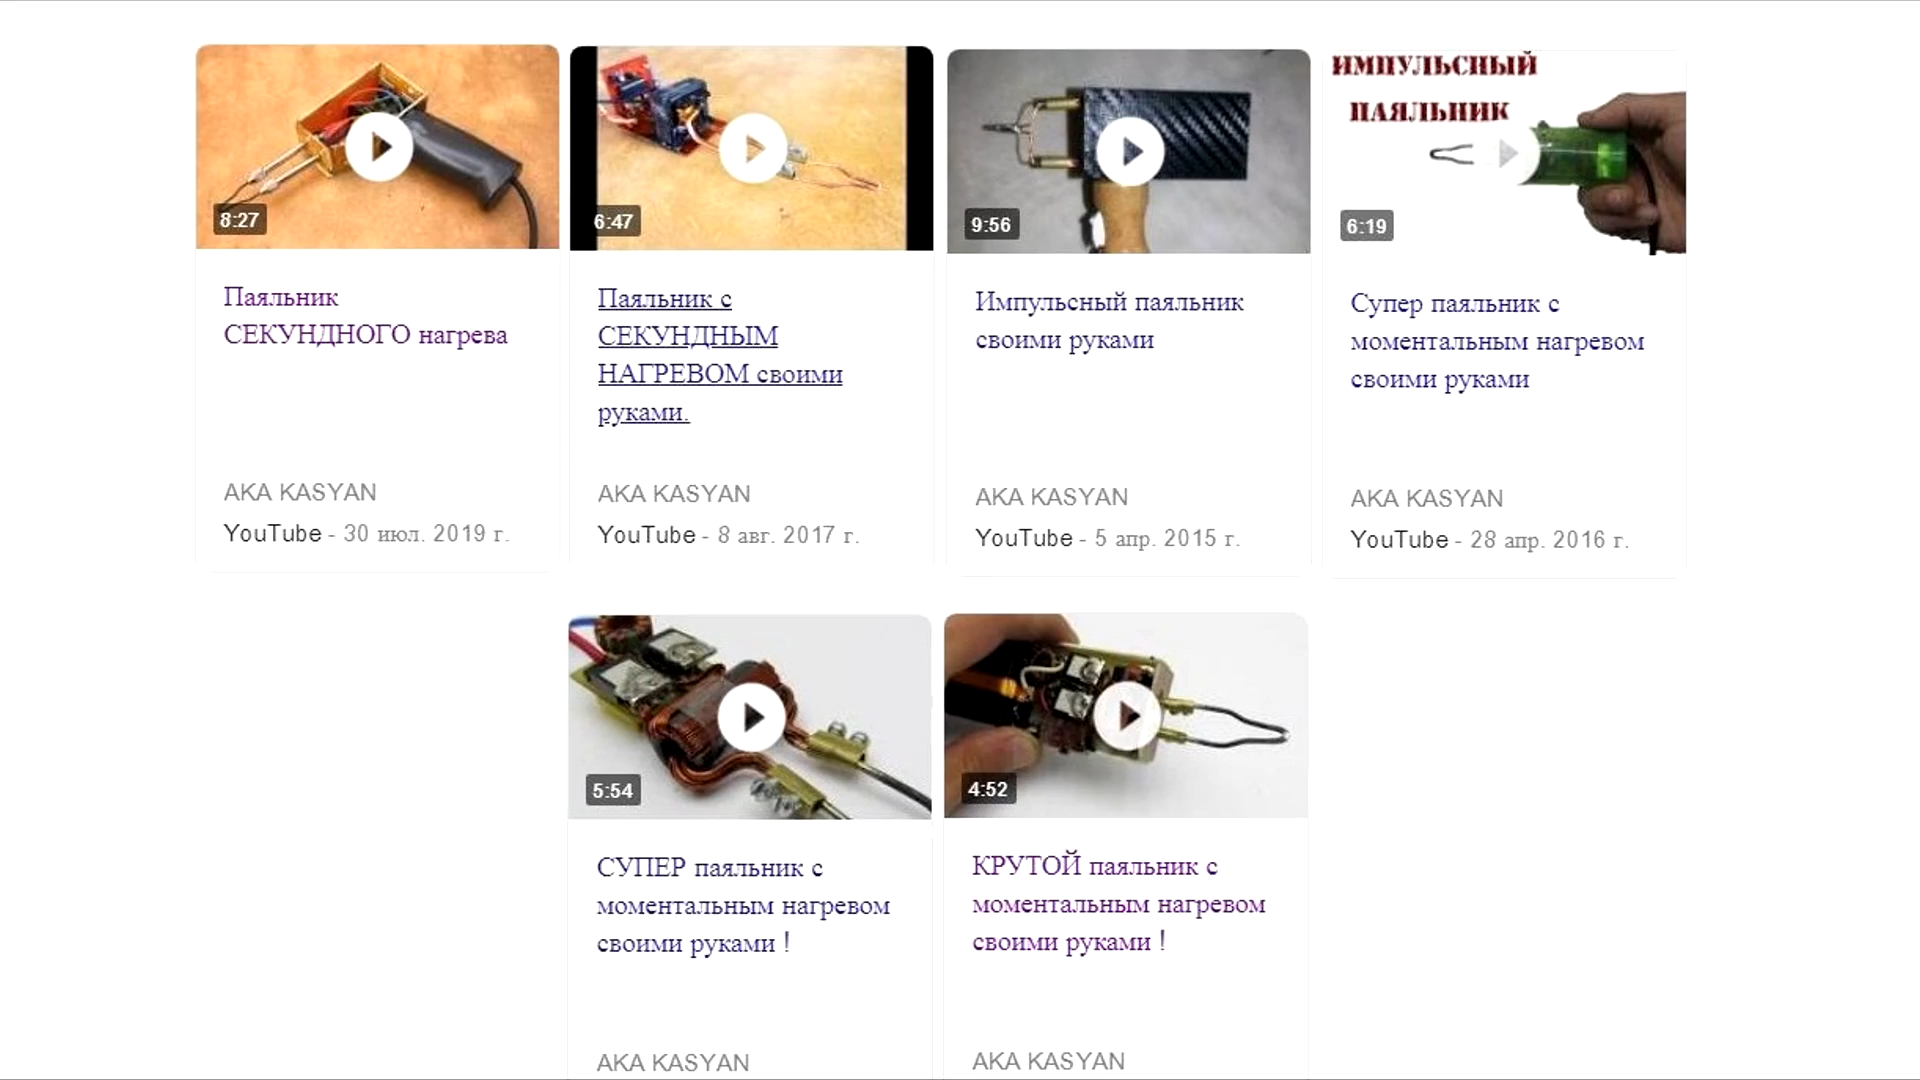 ИМПУЛЬСНЫЙ
ПАЯЛЬНИК
8:27
6:47
9:56
6:19
Паяльник
СЕКУНДНОГО нагрева
AKA KASYAN
YouTube - 30 июл. 2019 г.
Паяльник с
СЕКУНДНЫМ
НАГРЕВОМ своими
руками.
AKA KASYAN
YouTube - 8 авг. 2017 г.
Импульсный паяльник
своими руками
AKA KASYAN
YouTube - 5 апр. 2015 г.
Супер паяльник с
моментальным нагревом
своими руками
AKA KASYAN
YouTube - 28 апр. 2016 г.
5:54
СУПЕР паяльник с
моментальным нагревом
своими руками !
AKA KASYAN
4:52
КРУТОЙ паяльник с
моментальным нагревом
своими руками !
AKA KASYAN